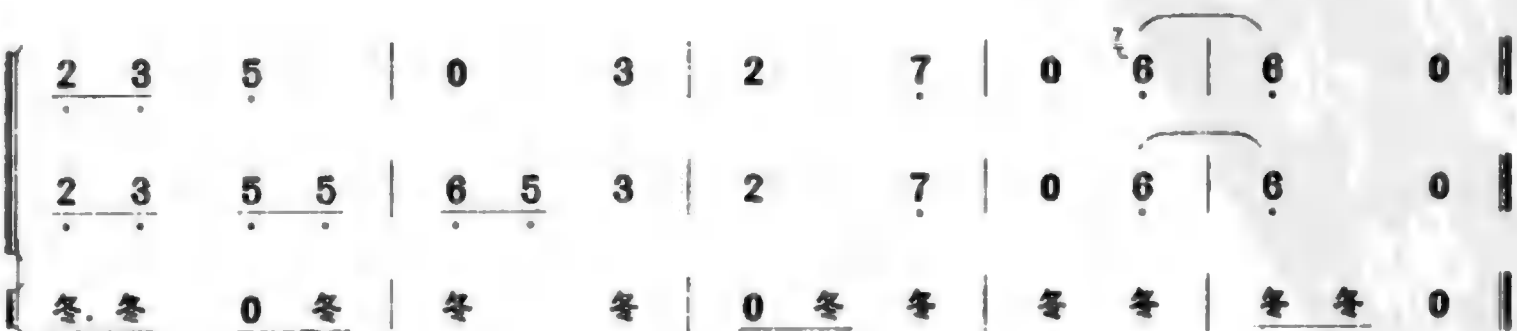 2 3 5 | 0 3 | 2 7 | 0 7 6 | 6 0
2 3 5 5 | 6 5 3 | 2 7 | 0 6 | 6 0
冬. 冬 0 冬 | 冬 冬 | 0 冬 冬 | 冬 冬 | 冬 冬 0